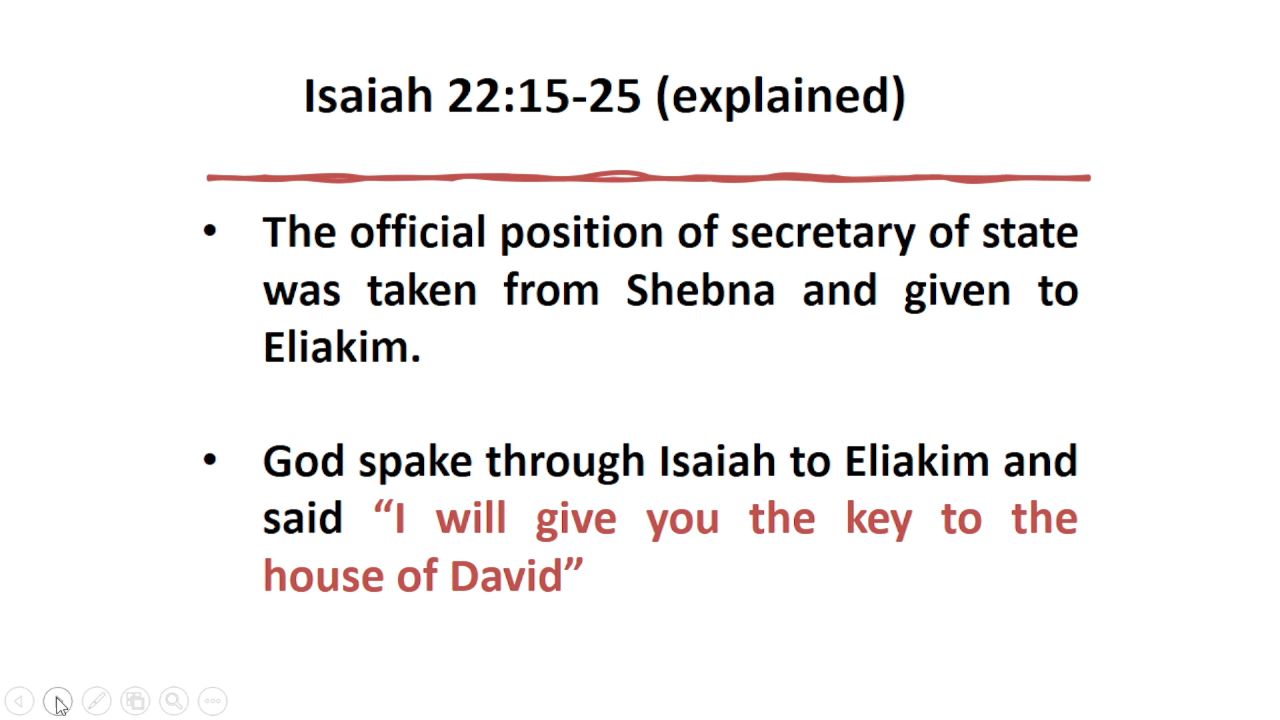 Isaiah 22:15-25 (explained)
• The official position of secretary of state
was taken from Shebna and given to
Eliakim.
• God spake through Isaiah to Eliakim and
said “I will give you the key to the
house of David”